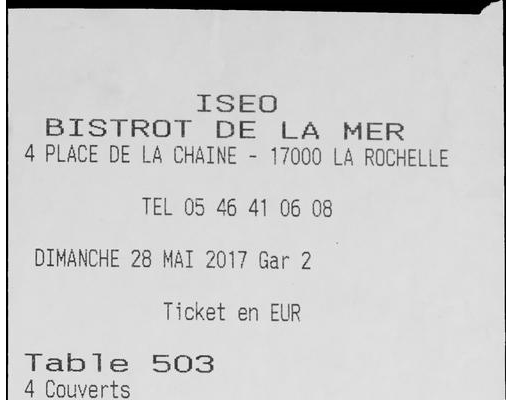 ISEO
BISTROT DE LA MER
4 PLACE DE LA CHAINE - 17000 LA ROCHELLE
TEL 05 46 41 06 08
DIMANCHE 28 MAI 2017 Gar 2
Ticket en EUR
Table 503
4 Couverts